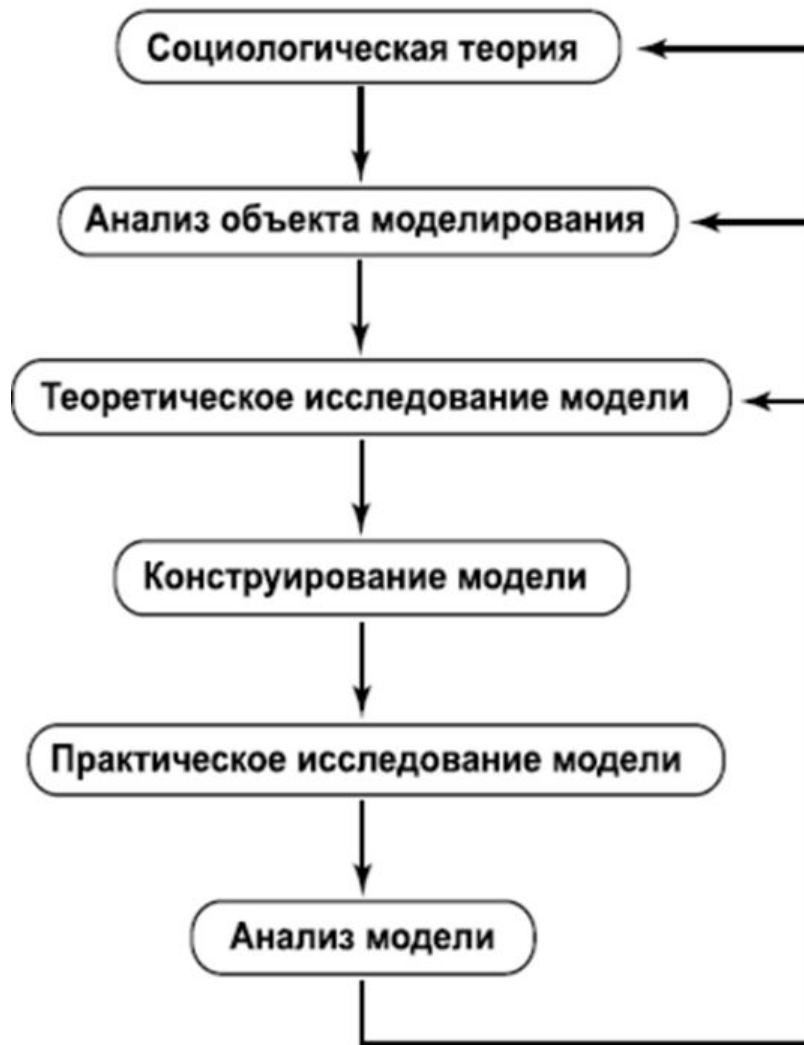 Социологическая теория
Анализ объекта моделирования
Теоретическое исследование модели
Конструирование модели
Практическое исследование модели
Анализ модели